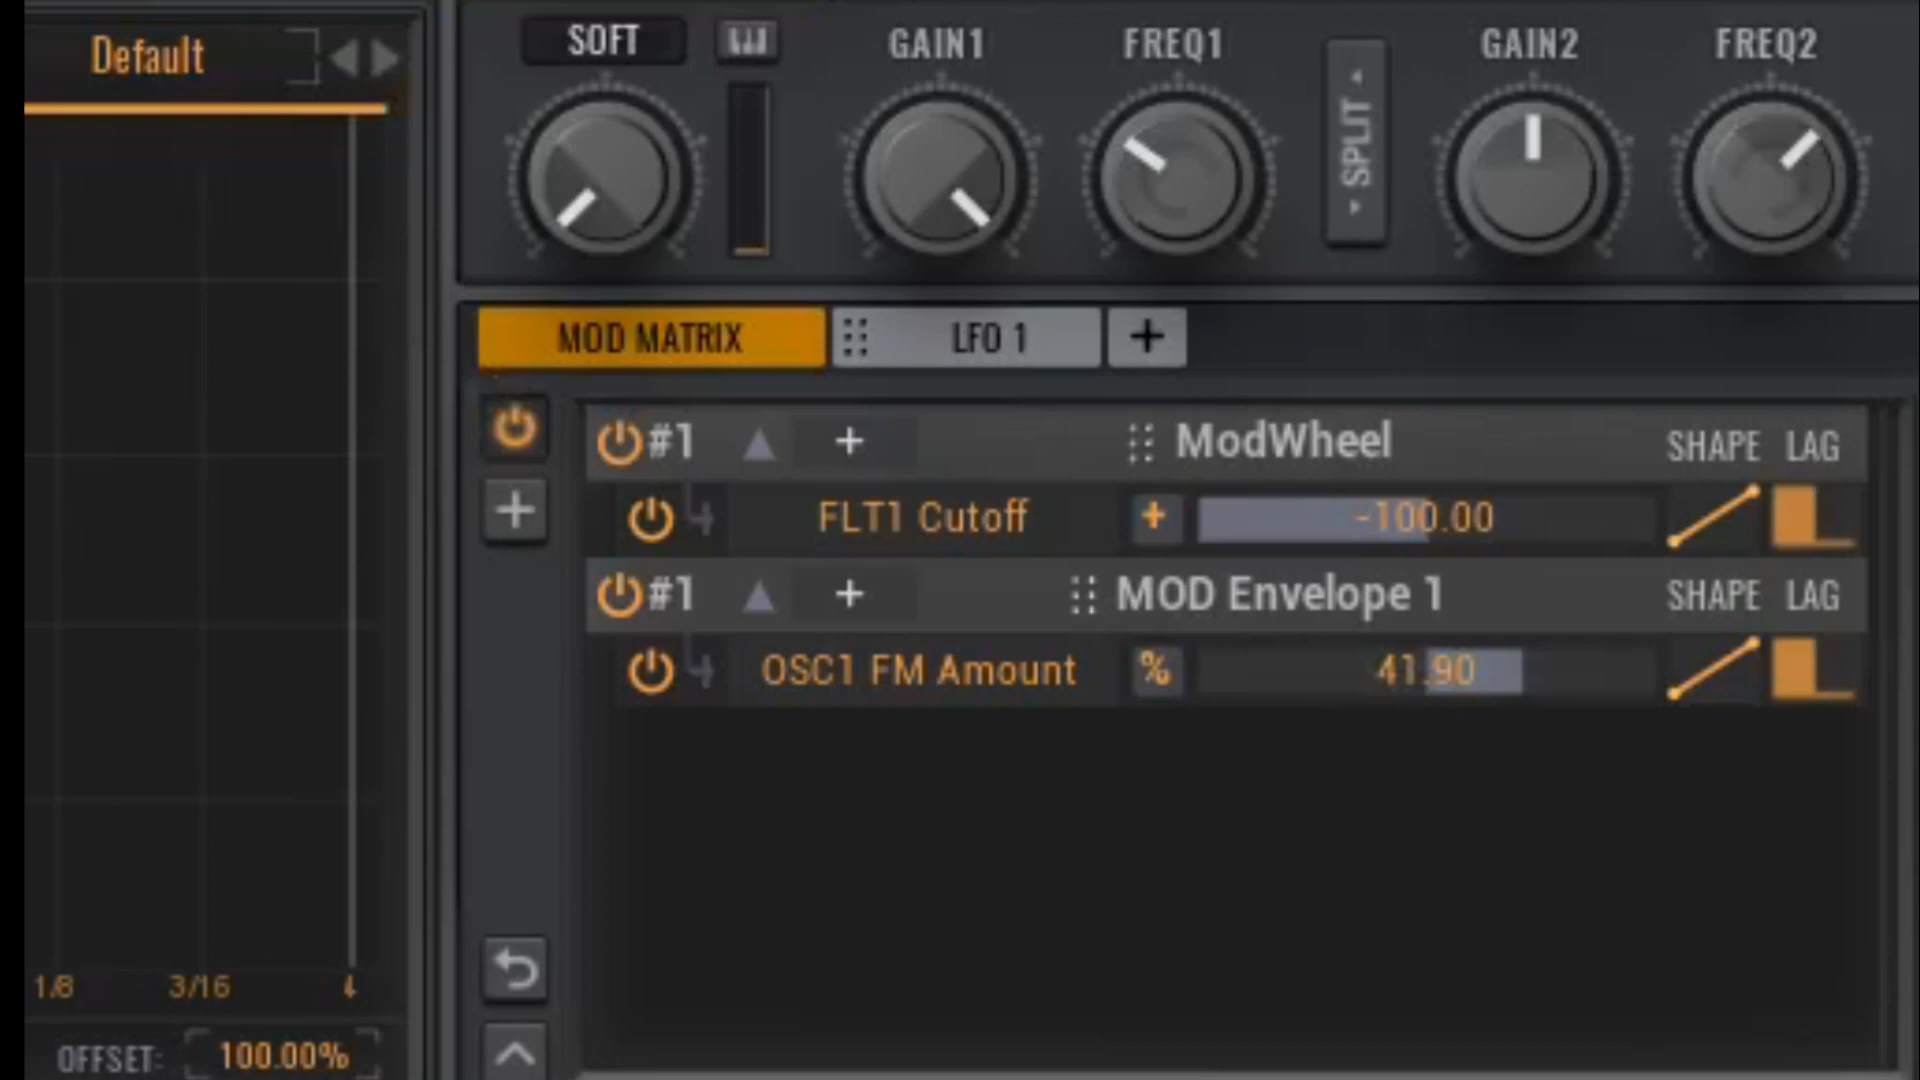 Default
SOFT
GAIN1
FREQ1
SPLIT
GAIN2
FREQ2
MOD MATRIX
LFO 1
+
#1
+
ModWheel
SHAPE
LAG
FLT1 Cutoff
+
-100.00
#1
+
MOD Envelope 1
SHAPE
LAG
OSC1 FM Amount
%
41.90
1/8
3/16
OFFSET:
100.00%